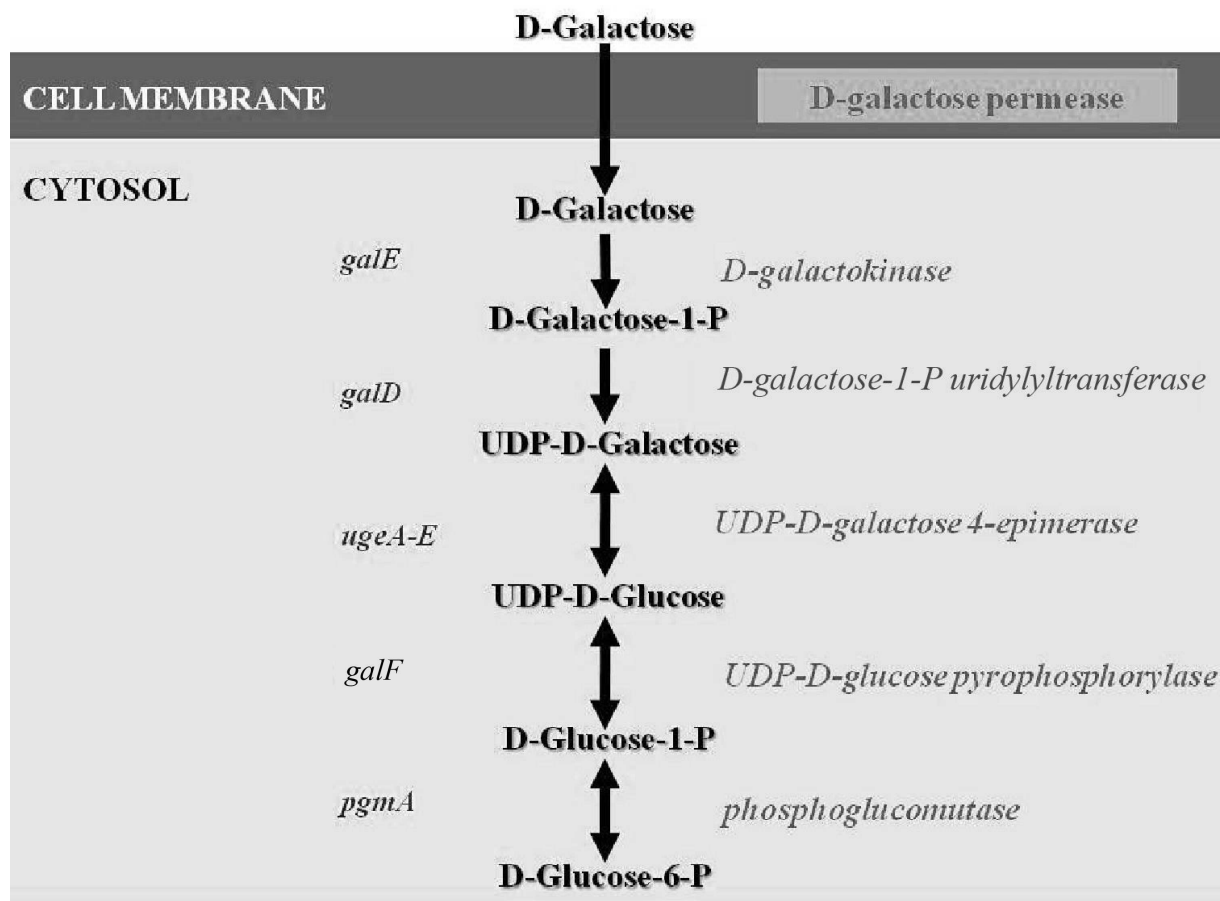 D-Galactose
CELL MEMBRANE
D-galactose permease
CYTOSOL
D-Galactose
galE
D-galactokinase
D-Galactose-1-P
galD
D-galactose-1-P uridylyltransferase
UDP-D-Galactose
ugeA-E
UDP-D-galactose 4-epimerase
UDP-D-Glucose
galF
UDP-D-glucose pyrophosphorylase
D-Glucose-1-P
pgmA
phosphoglucomutase
D-Glucose-6-P